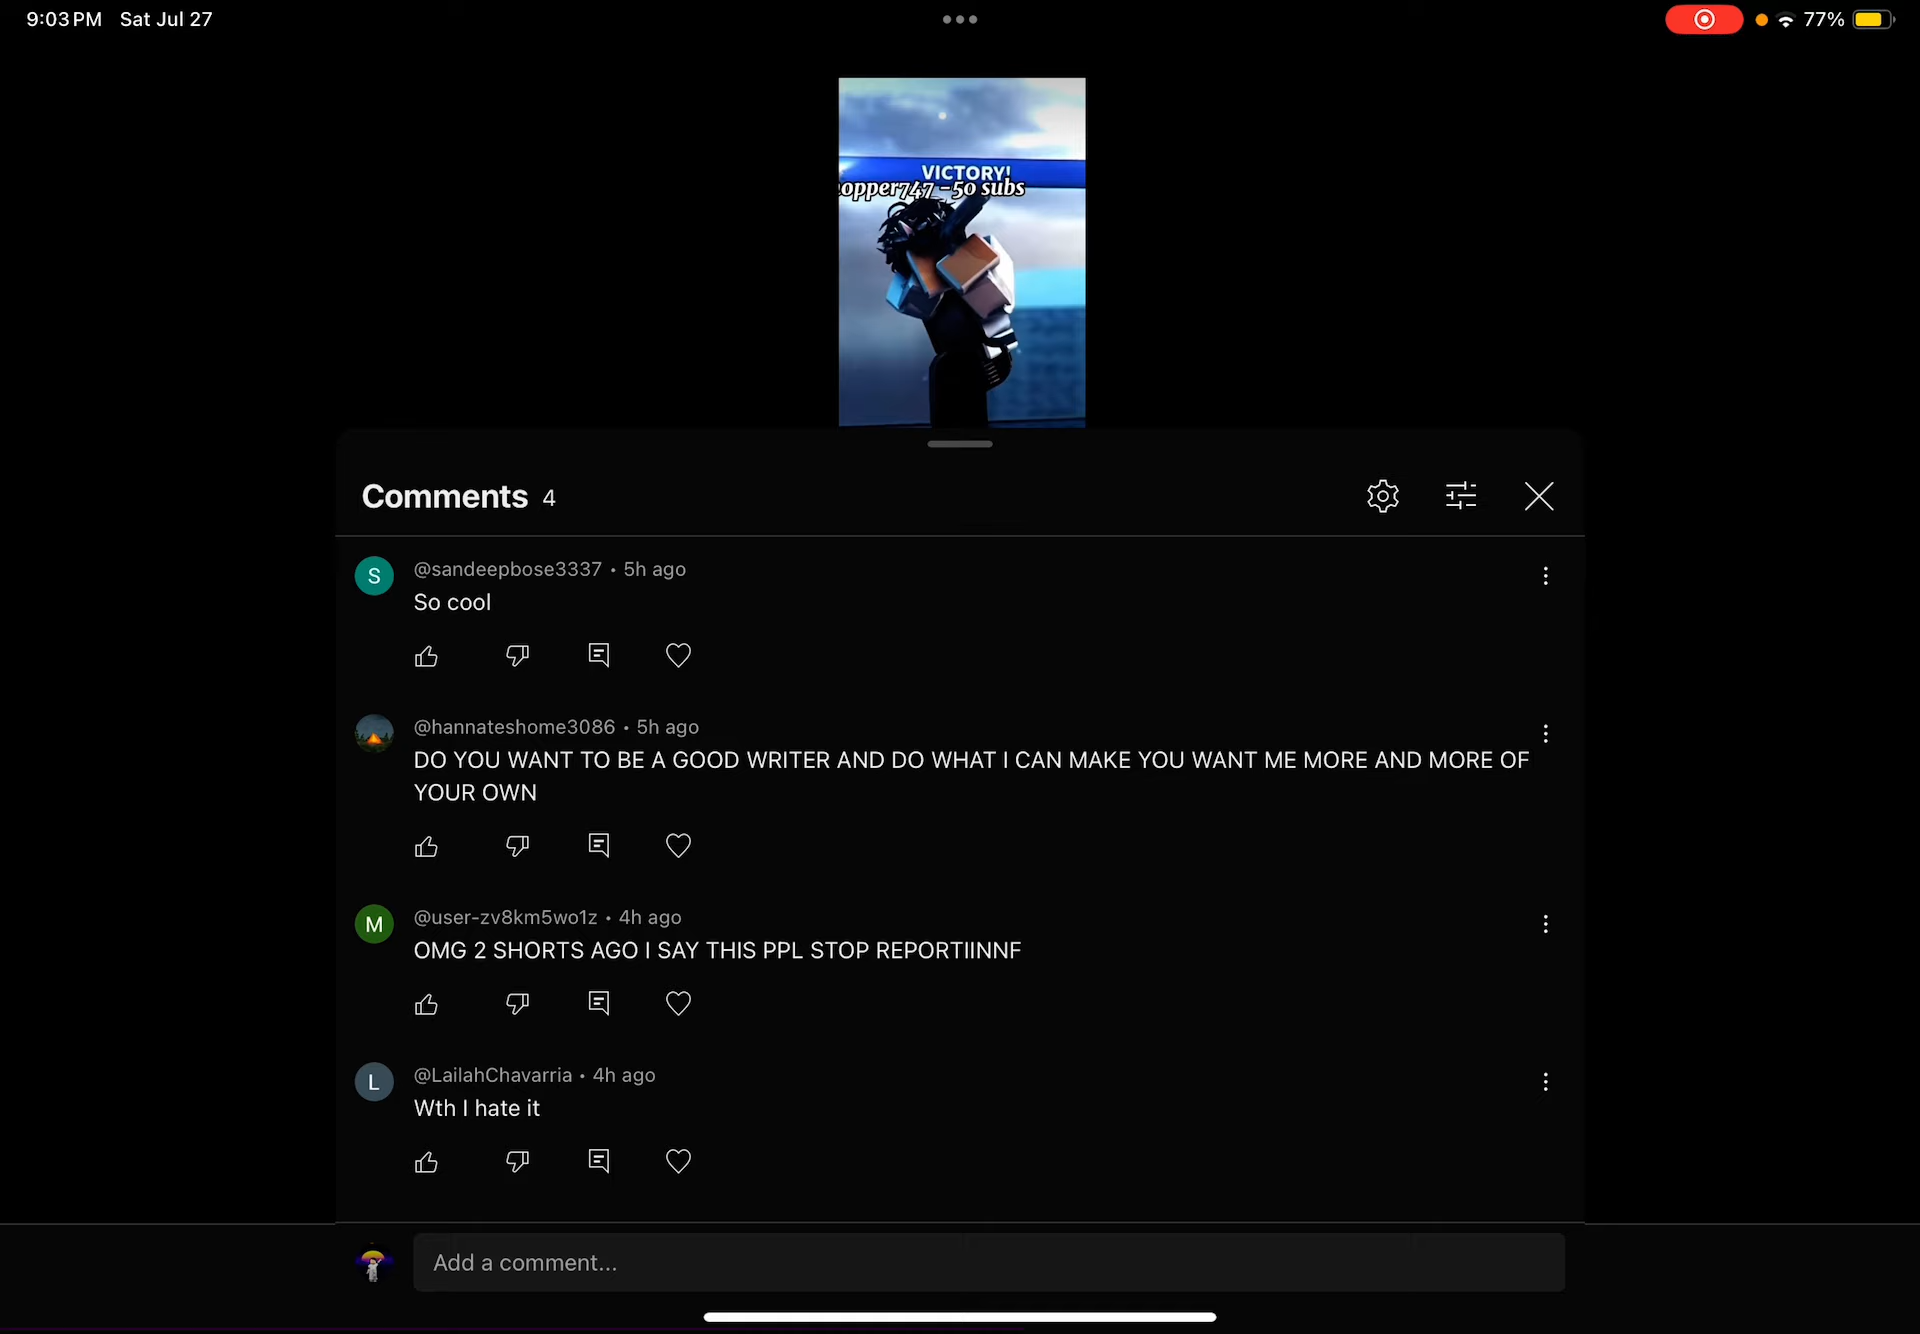 9:03 PM Sat Jul 27
77%
VICTORY!
opper747 -50 subs
Comments 4
S
@sandeepbose3337 • 5h ago
So cool
@hannateshome3086 • 5h ago
DO YOU WANT TO BE A GOOD WRITER AND DO WHAT I CAN MAKE YOU WANT ME MORE AND MORE OF
YOUR OWN
M
@user-zv8km5wo1z • 4h ago
OMG 2 SHORTS AGO I SAY THIS PPL STOP REPORTIINNF
L
@LailahChavarria • 4h ago
Wth I hate it
Add a comment...